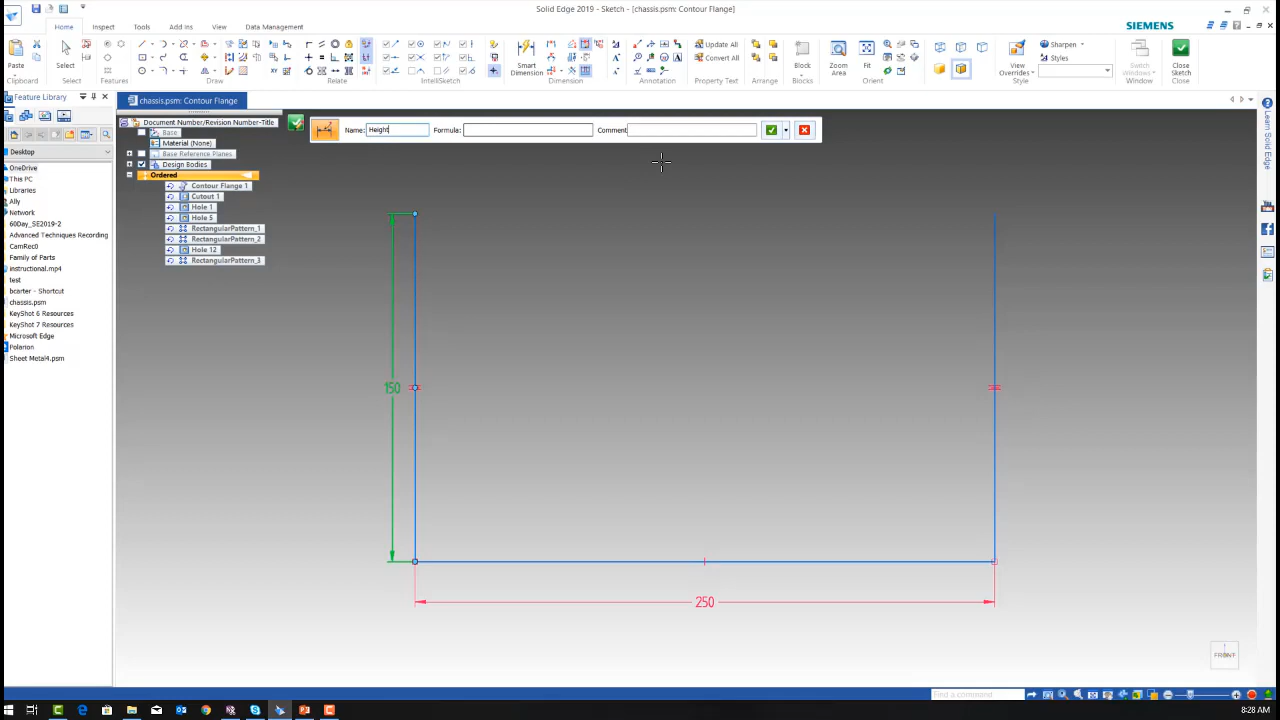 Solid Edge 2019 - Sketch - [chassis.psm: Contour Flange]
Home
Inspect
Tools
Add Ins
View
Data Management
SIEMENS
Paste
Clipboard
Select
Select
Features
Draw
Relate
IntelliSketch
Smart
Dimension
Dimension
Annotation
Update All
Convert All
Property Text
Arrange
Block
Blocks
Zoom
Area
Fit
Orient
View
Overrides
Sharpen
Styles
Style
Switch
Windows
Window
Close
Sketch
Close
Feature Library
chassis.psm: Contour Flange
Desktop
OneDrive
This PC
Libraries
Ally
Network
60Day_SE2019-2
Advanced Techniques Recording
CamRec0
Family of Parts
instructional.mp4
test
bcarter - Shortcut
chassis.psm
KeyShot 6 Resources
KeyShot 7 Resources
Microsoft Edge
Polarion
Sheet Metal4.psm
Document Number/Revision Number-Title
Base
Material (None)
Base Reference Planes
Design Bodies
Ordered
Contour Flange 1
Cutout 1
Hole 1
Hole 5
RectangularPattern_1
RectangularPattern_2
Hole 12
RectangularPattern_3
Name: Height Formula: Comment
150
250
FRONT
Learn Solid Edge
Find a command
8:28 AM